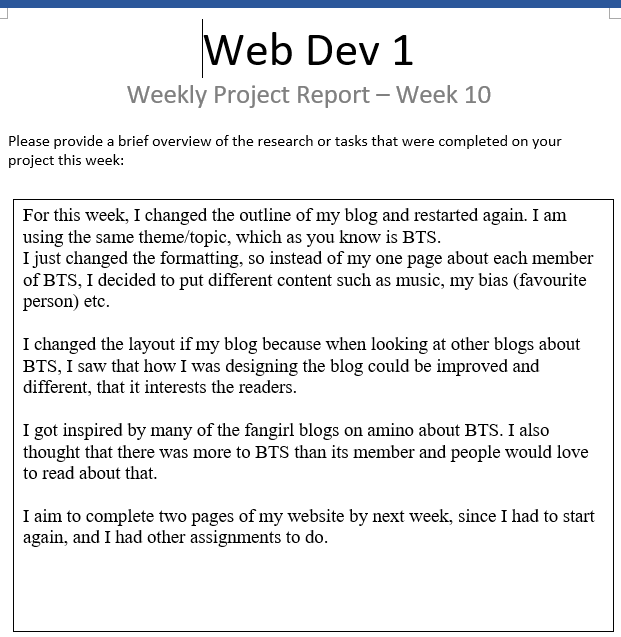 Web Dev 1
Weekly Project Report – Week 10
Please provide a brief overview of the research or tasks that were completed on your
project this week:
For this week, I changed the outline of my blog and restarted again. I am
using the same theme/topic, which as you know is BTS.
I just changed the formatting, so instead of my one page about each member
of BTS, I decided to put different content such as music, my bias (favourite
person) etc.
I changed the layout if my blog because when looking at other blogs about
BTS, I saw that how I was designing the blog could be improved and
different, that it interests the readers.
I got inspired by many of the fangirl blogs on amino about BTS. I also
thought that there was more to BTS than its member and people would love
to read about that.
I aim to complete two pages of my website by next week, since I had to start
again, and I had other assignments to do.